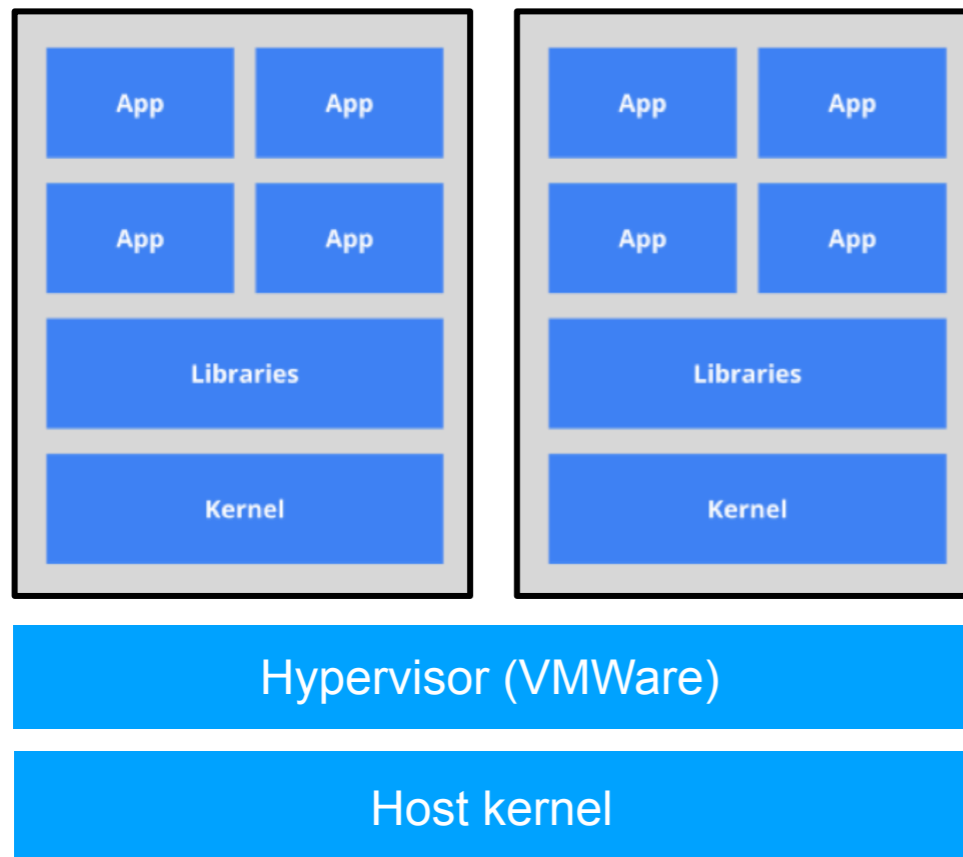 App App App App
App App App App
Libraries Libraries
Kernel Kernel
Hypervisor (VMWare)
Host kernel